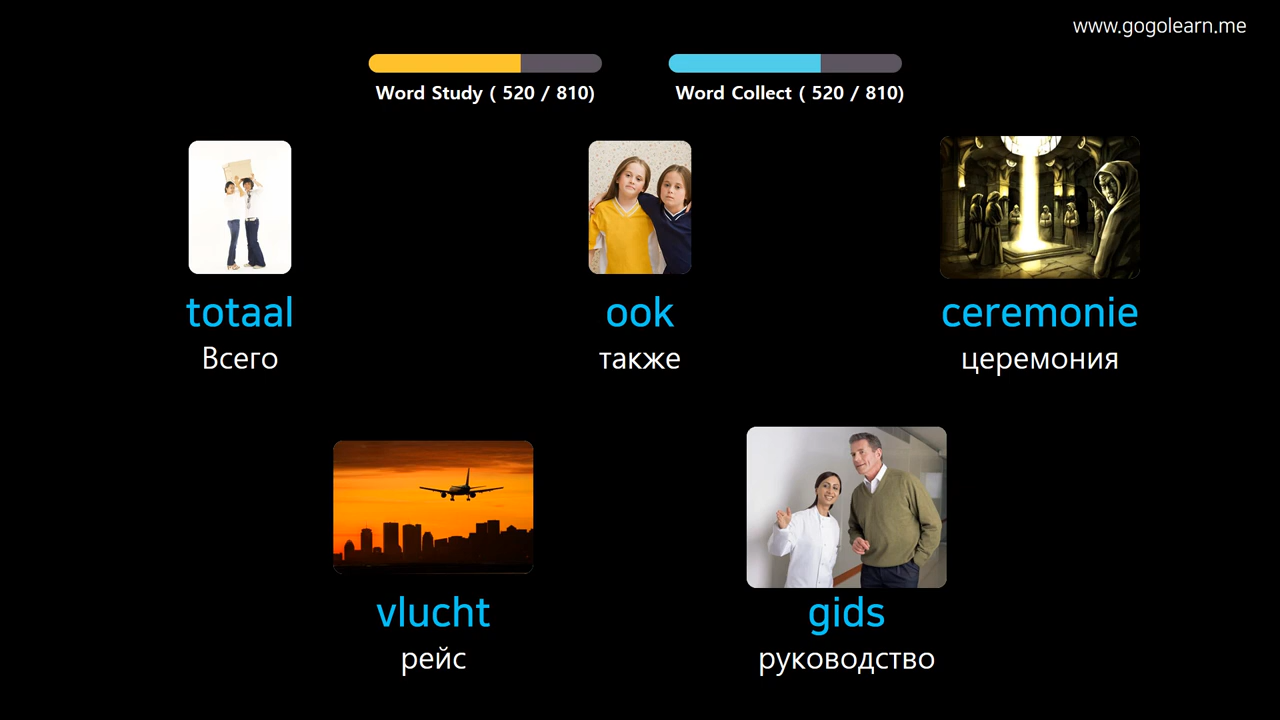 www.gogolearn.me
Word Study ( 520 / 810)
Word Collect ( 520 / 810)
totaal
Всего
ook
также
ceremonie
церемония
vlucht
рейс
gids
руководство